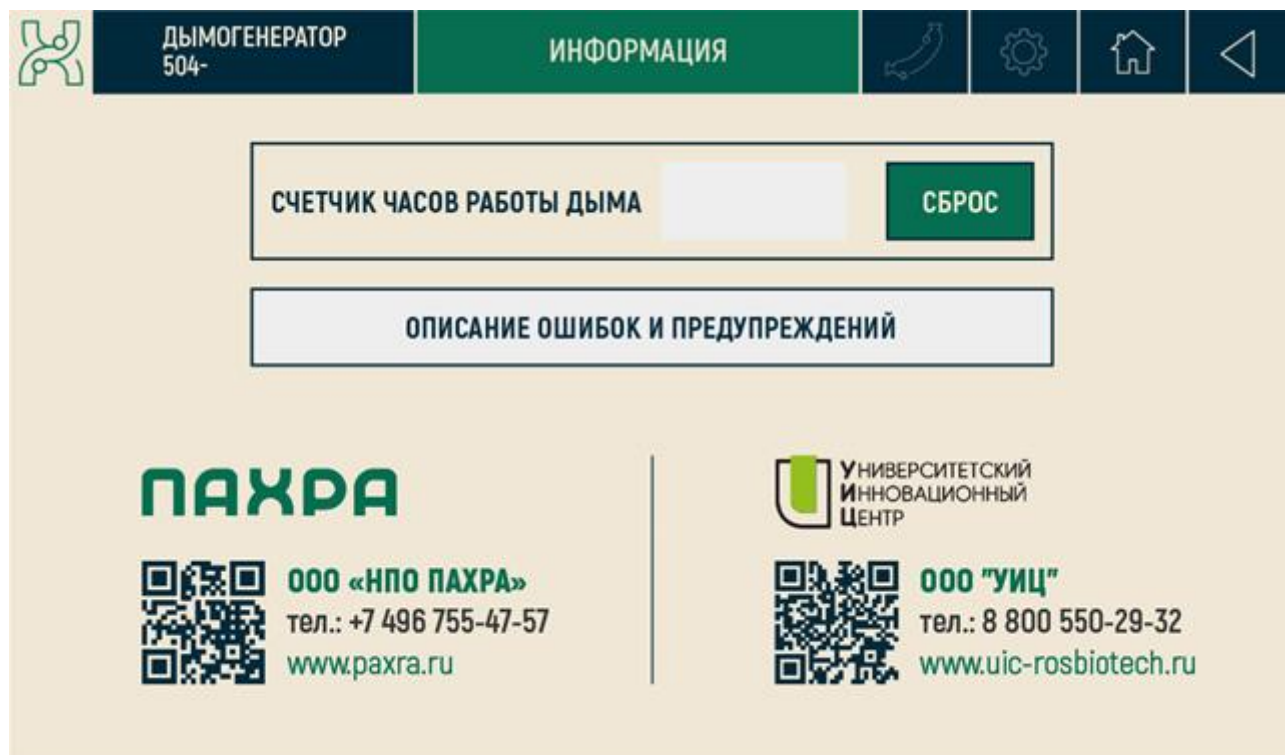 ДЫМОГЕНЕРАТОР
504-
ИНФОРМАЦИЯ
СЧЕТЧИК ЧАСОВ РАБОТЫ ДЫМА
СБРОС
ОПИСАНИЕ ОШИБОК И ПРЕДУПРЕЖДЕНИЙ
ПАХРА
ООО «НПО ПАХРА»
тел.: +7 496 755-47-57
www.paxra.ru
УНИВЕРСИТЕТСКИЙ
ИННОВАЦИОННЫЙ
ЦЕНТР
ООО "УИЦ"
тел.: 8 800 550-29-32
www.uic-rosbiotech.ru